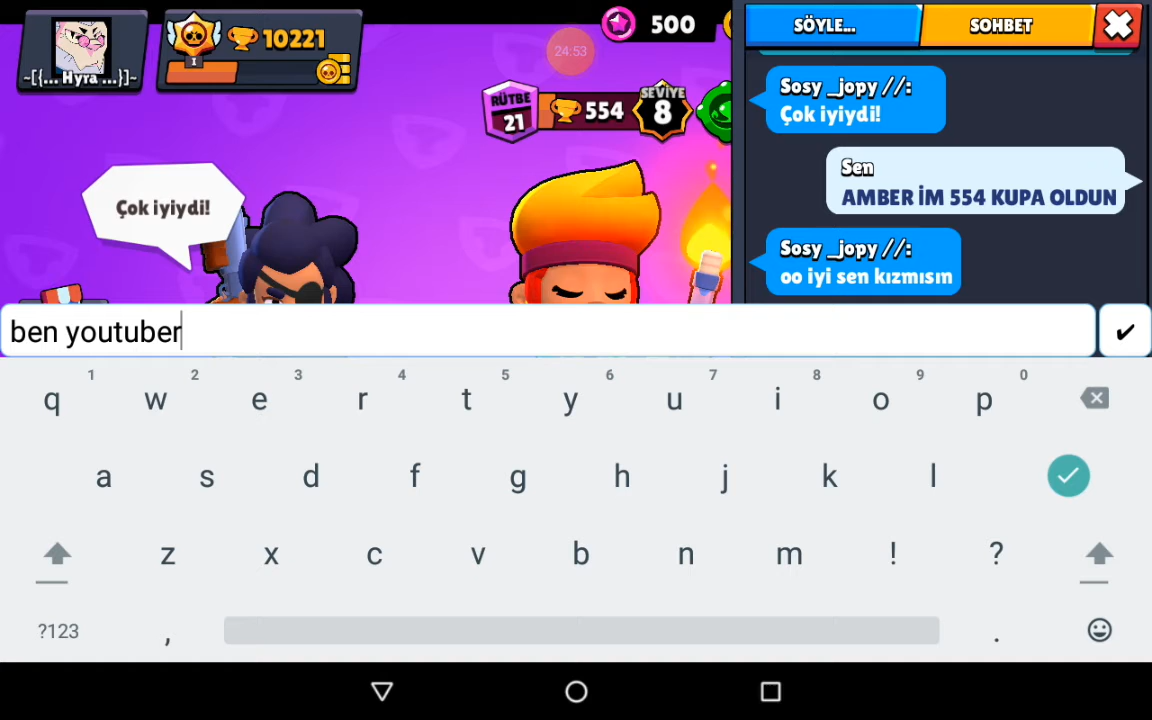 ~[{... Hyra ...}]~
10221
I
24:53
500
SÖYLE...
SOHBET
RÜTBE
21
554
SEVİYE
8
Sosy _jopy //:
Çok iyiydi!
Sen
AMBER İM 554 KUPA OLDUN
Sosy _jopy //:
oo iyi sen kızmısın
Çok iyiydi!
ben youtuber
1 2 3 4 5 6 7 8 9 0
q w e r t y u i o p
a s d f g h j k l
z x c v b n m ! ?
?123 , .